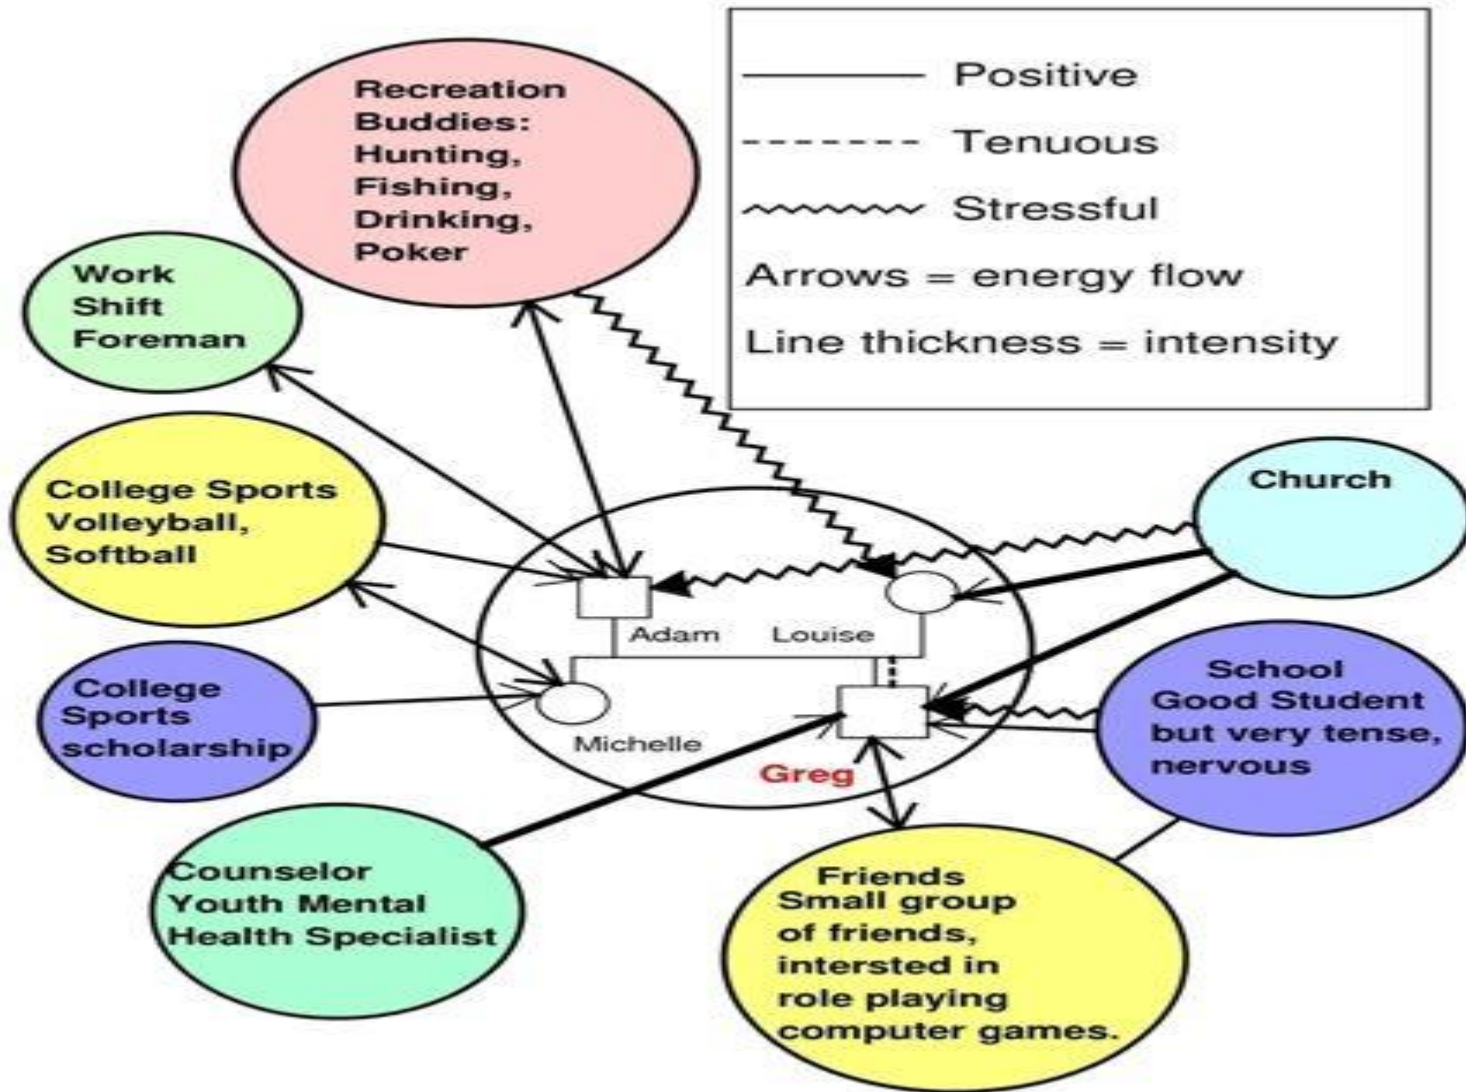 Recreation
Buddies:
Hunting,
Fishing,
Drinking,
Poker
Positive
Tenuous
Stressful
Arrows = energy flow
Line thickness = intensity
Work
Shift
Foreman
College Sports
Volleyball,
Softball
Church
Adam
Louise
College
Sports
scholarship
Michelle
Greg
School
Good Student
but very tense,
nervous
Counselor
Youth Mental
Health Specialist
Friends
Small group
of friends,
intersted in
role playing
computer games.